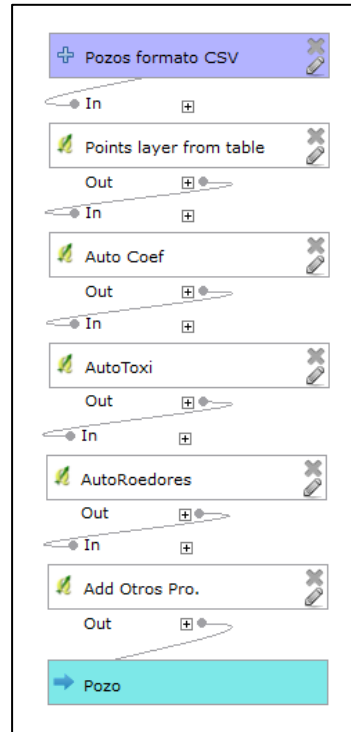 Pozos formato CSV
In
Points layer from table
Out
In
Auto Coef
Out
In
AutoToxi
Out
In
AutoRoedores
Out
In
Add Otros Pro.
Out
Pozo